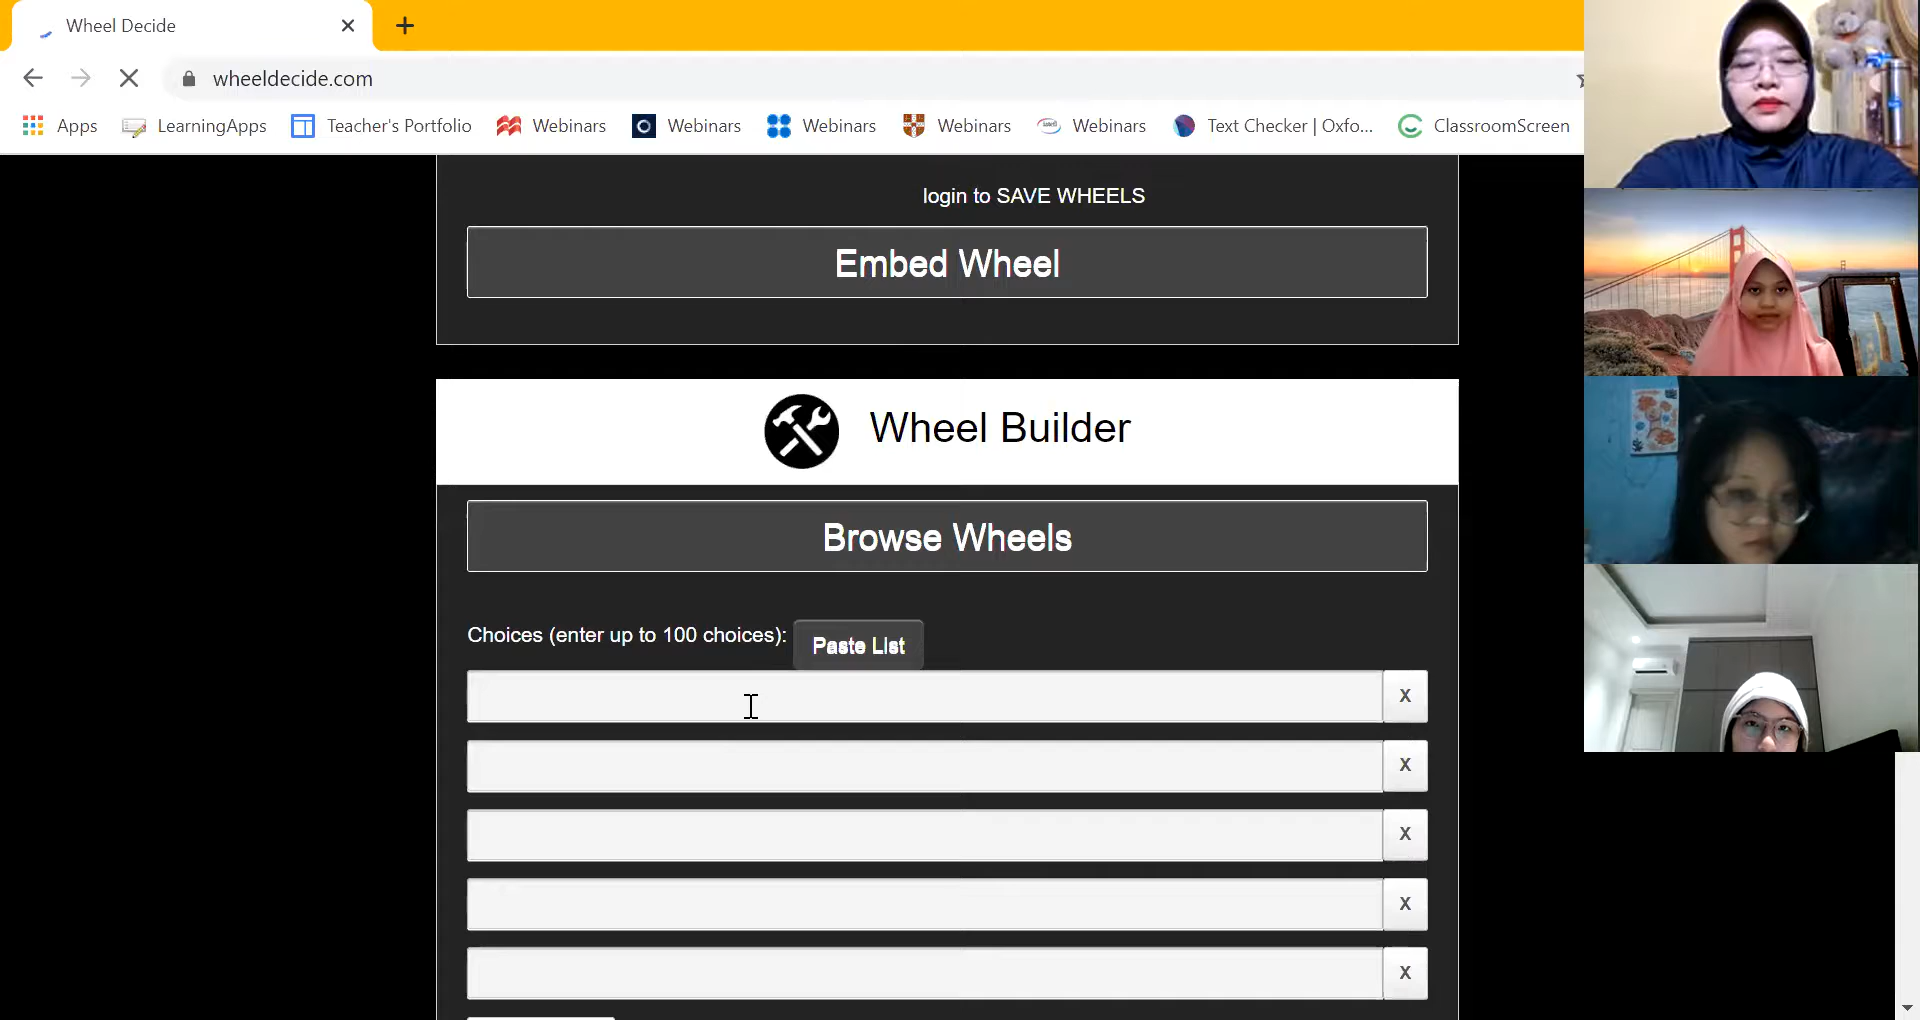 Wheel Decide
wheeldecide.com
Apps LearningApps Teacher's Portfolio Webinars Webinars Webinars Webinars Webinars Text Checker | Oxfo... ClassroomScreen
login to SAVE WHEELS
Embed Wheel
Wheel Builder
Browse Wheels
Choices (enter up to 100 choices): Paste List
X
X
X
X
X